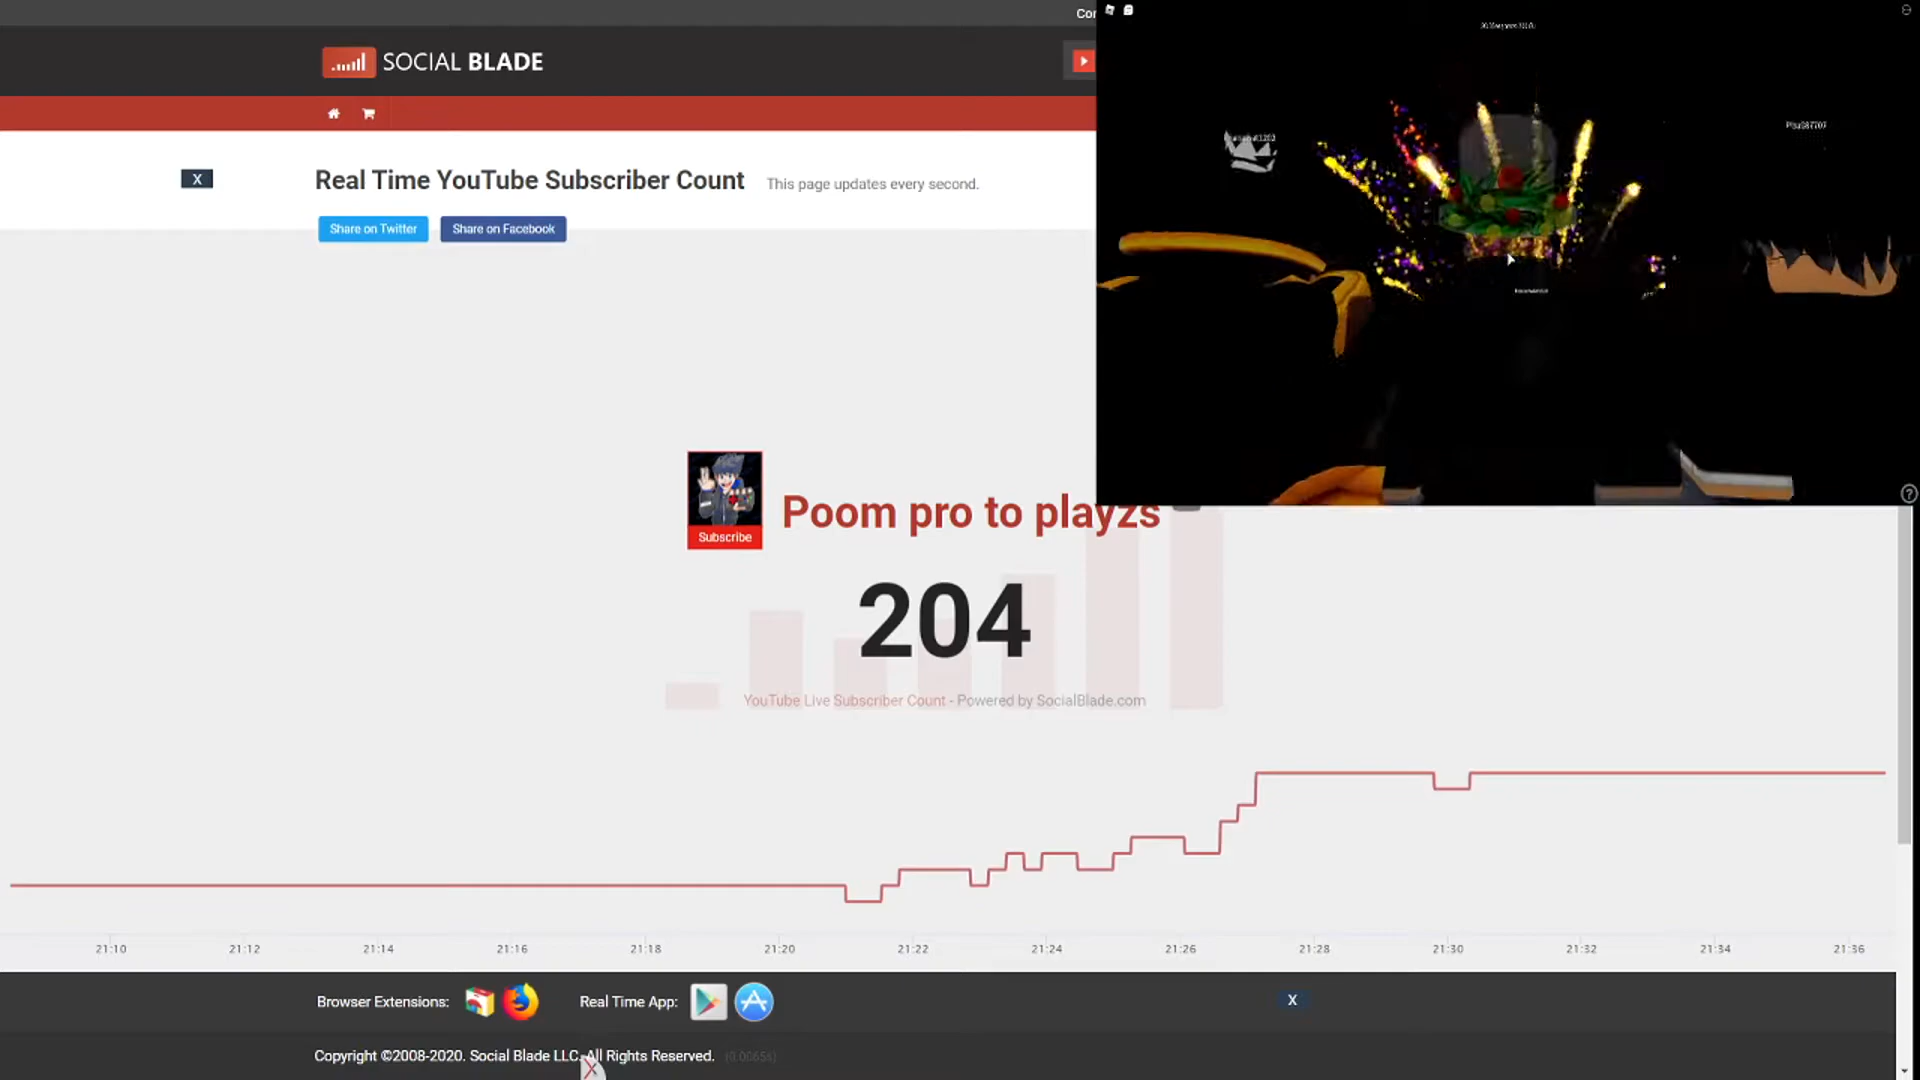 SOCIAL BLADE
Real Time YouTube Subscriber Count This page updates every second.
X
Share on Twitter Share on Facebook
Subscribe
Poom pro to playzs
204
YouTube Live Subscriber Count - Powered by SocialBlade.com
21:10 21:12 21:14 21:16 21:18 21:20 21:22 21:24 21:26 21:28 21:30 21:32 21:34 21:36
Browser Extensions: Real Time App: X
Copyright ©2008-2020. Social Blade LLC. All Rights Reserved. (0.0065s)